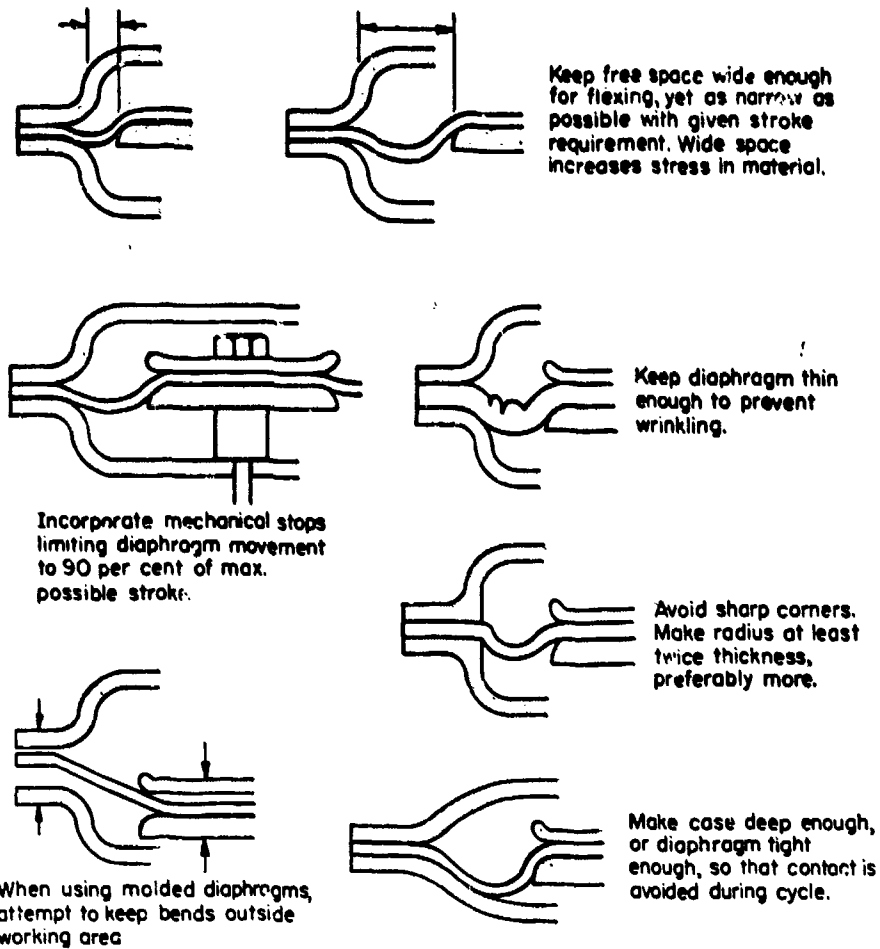 Keep free space wide enough
for flexing, yet as narrow as
possible with given stroke
requirement. Wide space
increases stress in material.
Keep diaphragm thin
enough to prevent
wrinkling.
Incorporate mechanical stops
limiting diaphragm movement
to 90 per cent of max.
possible stroke.
Avoid sharp corners.
Make radius at least
twice thickness,
preferably more.
When using molded diaphragms,
attempt to keep bends outside
working area
Make case deep enough,
or diaphragm tight
enough, so that contact is
avoided during cycle.